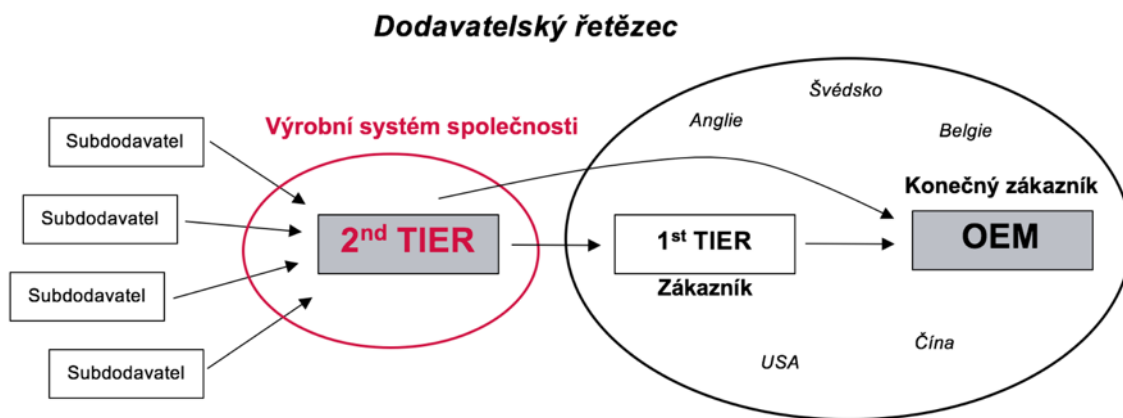 Dodavatelský řetězec
Švédsko
Anglie
Belgie
Výrobní systém společnosti
Subdodavatel
Subdodavatel
Subdodavatel
Subdodavatel
2nd TIER
1st TIER
Zákazník
Konečný zákazník
OEM
USA
Čína